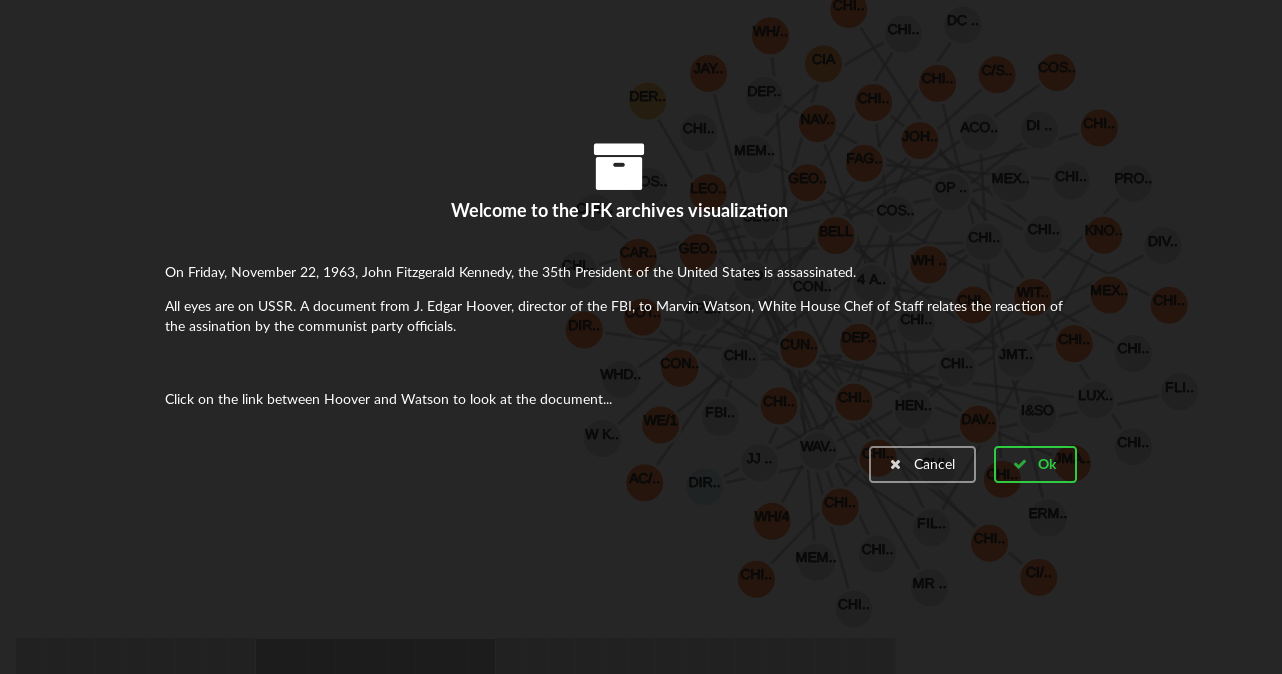 CHI..
DC ..
CHI..
WH/..
CIA
JAY..
C/S..
COS..
CHI..
DEP..
DER..
CHI..
NAV..
CHI..
CHI..
ACO..
DI ..
JOH..
MEM..
FAG..
CHI..
PRO..
MEX..
GEO..
LEO..
OP ..
COS..
Welcome to the JFK archives visualization
BELL
CHI..
CHI..
KNO..
DIV..
CAR..
GEO..
WH ..
On Friday, November 22, 1963, John Fitzgerald Kennedy, the 35th President of the United States is assassinated.
4 A..
CON..
WIT..
MEX..
CHI..
All eyes are on USSR. A document from J. Edgar Hoover, director of the FBI, to Marvin Watson, White House Chef of Staff relates the reaction of
the assination by the communist party officials.
DIR..
CHI..
CUN..
DEP..
CHI..
CHI..
CHI..
JMT..
CON..
CHI..
WHD..
FLI..
LUX..
Click on the link between Hoover and Watson to look at the document...
CHI..
CHI..
HEN..
I&SO
FBI..
WE/1
DAV..
W K..
WAV..
CHI..
JJ ..
Cancel
Ok
JMA..
AC/..
DIR..
CHI..
CHI..
WH/4
FIL..
ERM..
CHI..
CHI..
MEM..
CHI..
CI/..
MR ..
CHI..